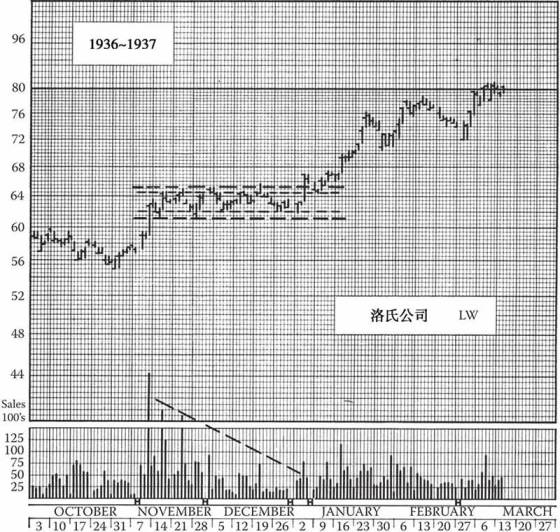 1936~1937
96
80
76
72
68
64
60
56
52
48
44
洛氏公司 LW
Sales
100's
125
100
75
50
25
H H H H H
OCTOBER NOVEMBER DECEMBER JANUARY FEBRUARY MARCH
3 10 17 24 31 7 14 21 28 5 12 19 26 2 9 16 23 30 6 13 20 27 6 13 20 27